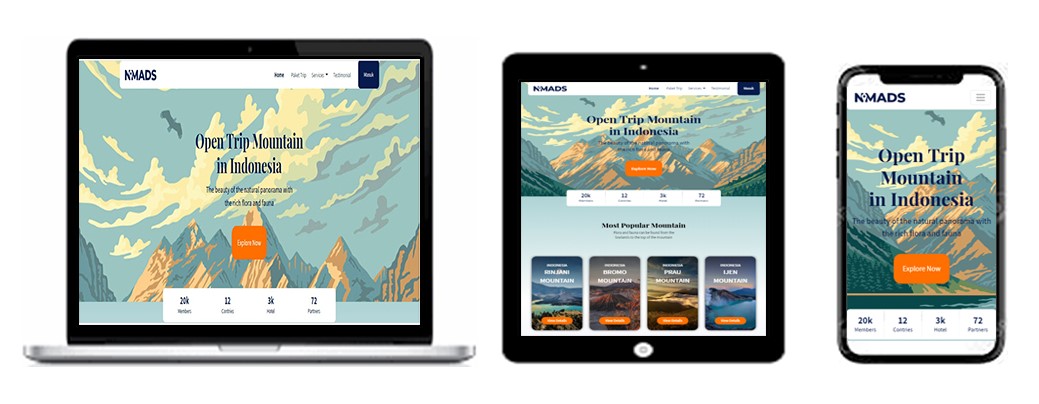 NOMADS
Home Paket Trip Services Testimonial Masuk
Open Trip Mountain
in Indonesia
The beauty of the natural panorama with
the rich flora and fauna
Explore Now
20k 12 3k 72
Members Contries Hotel Partners
NOMADS
Home Paket Trip Services Testimonial Masuk
Open Trip Mountain
in Indonesia
The beauty of the natural panorama with
the rich flora and fauna
Explore Now
20k 12 3k 72
Members Contries Hotel Partners
Most Popular Mountain
INDONESIA INDONESIA INDONESIA INDONESIA
RINJANI BROMO PRAU IJEN
MOUNTAIN MOUNTAIN MOUNTAIN MOUNTAIN
View Details View Details View Details View Details
NOMADS
Open Trip
Mountain
in Indonesia
The beauty of the natural panorama with
the rich flora and fauna
Explore Now
20k 12 3k 72
Members Contries Hotel Partners